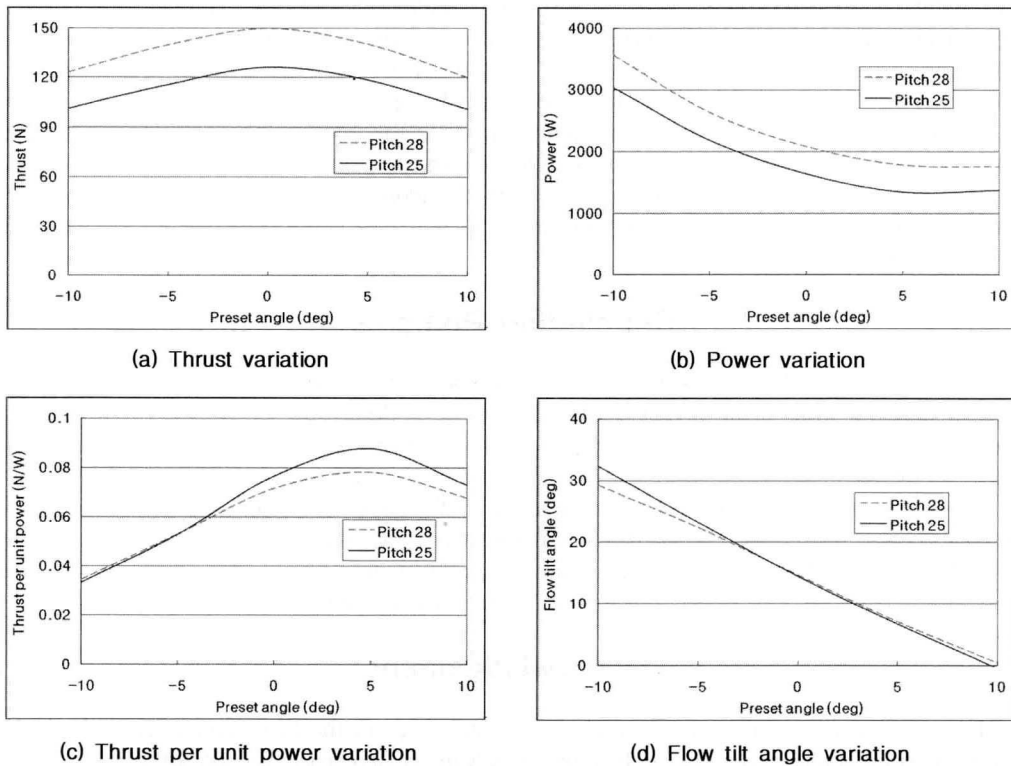 150
120
90
60
30
0
Thrust (N)
Pitch 28
Pitch 25
-10
-5
0
5
10
Preset angle (deg)
(a) Thrust variation
4000
3000
2000
1000
0
Power (W)
Pitch 28
Pitch 25
-10
-5
0
5
10
Preset angle (deg)
(b) Power variation
0.1
0.08
0.06
0.04
0.02
0
Thrust per unit power (N/W)
Pitch 28
Pitch 25
-10
-5
0
5
10
Preset angle (deg)
(c) Thrust per unit power variation
40
30
20
10
0
Flow tilt angle (deg)
Pitch 28
Pitch 25
-10
-5
0
5
10
Preset angle (deg)
(d) Flow tilt angle variation